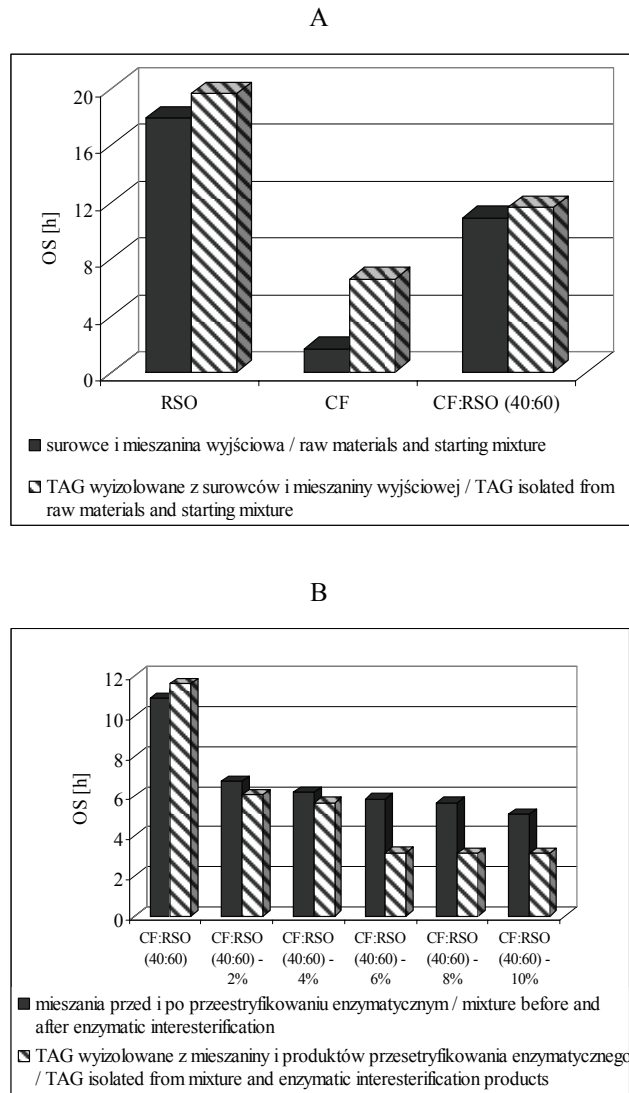 A
OS [h]
20
16
12
8
4
0
RSO
CF
CF:RSO (40:60)
surowce i mieszanina wyjściowa / raw materials and starting mixture
TAG wyizolowane z surowców i mieszaniny wyjściowej / TAG isolated from
raw materials and starting mixture
B
OS [h]
12
10
8
6
4
2
0
CF:RSO
(40:60)
CF:RSO
(40:60) -
2%
CF:RSO
(40:60) -
4%
CF:RSO
(40:60) -
6%
CF:RSO
(40:60) -
8%
CF:RSO
(40:60) -
10%
mieszania przed i po przeestryfikowaniu enzymatycznym / mixture before and
after enzymatic interesterification
TAG wyizolowane z mieszaniny i produktów przesetryfikowania enzymatycznego
/ TAG isolated from mixture and enzymatic interesterification products